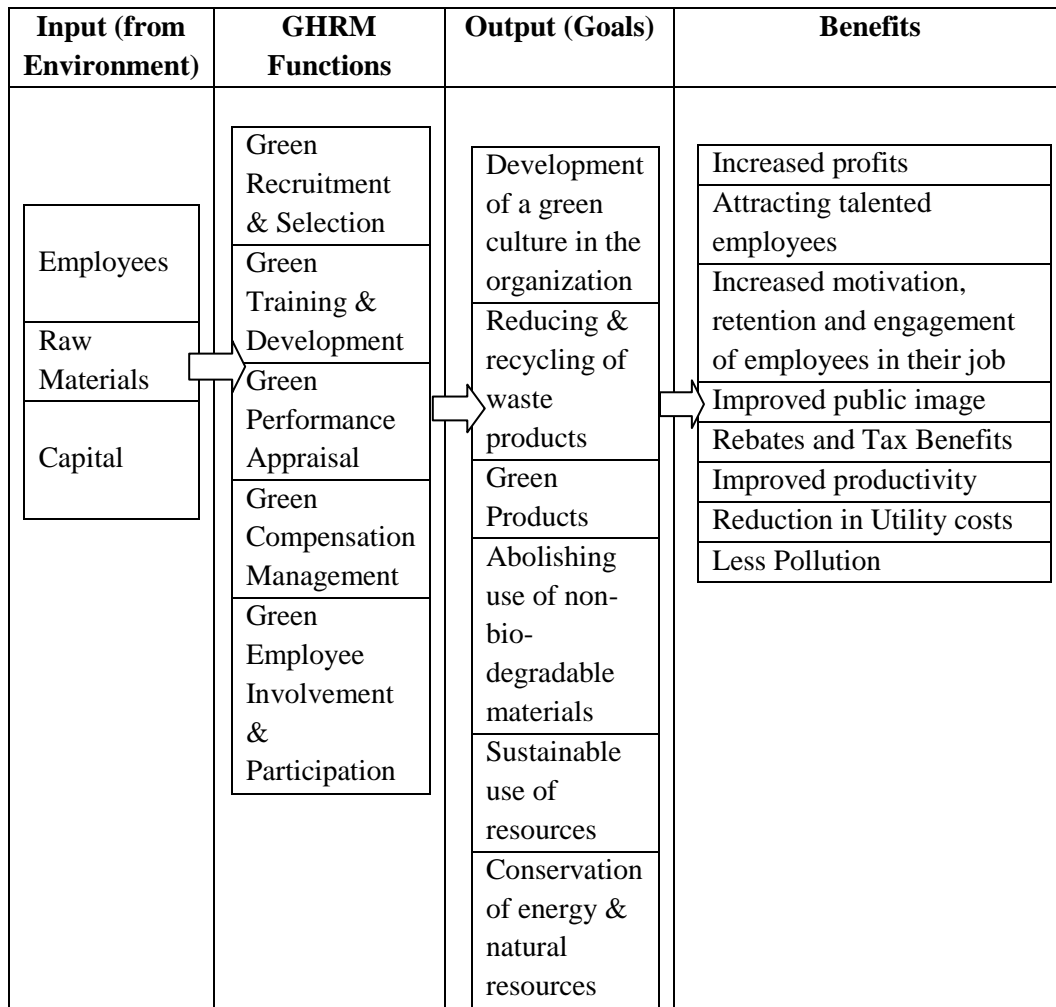 Input (from
Environment)
GHRM
Functions
Output (Goals)
Benefits
Employees
Raw
Materials
Capital
Green
Recruitment
& Selection
Green
Training &
Development
Green
Performance
Appraisal
Green
Compensation
Management
Green
Employee
Involvement
&
Participation
Development
of a green
culture in the
organization
Reducing &
recycling of
waste
products
Green
Products
Abolishing
use of non-
bio-
degradable
materials
Sustainable
use of
resources
Conservation
of energy &
natural
resources
Increased profits
Attracting talented
employees
Increased motivation,
retention and engagement
of employees in their job
Improved public image
Rebates and Tax Benefits
Improved productivity
Reduction in Utility costs
Less Pollution